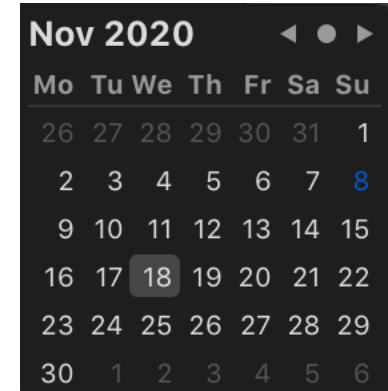 Nov 2020
Mo Tu We Th Fr Sa Su
26 27 28 29 30 31 1
2 3 4 5 6 7 8
9 10 11 12 13 14 15
16 17 18 19 20 21 22
23 24 25 26 27 28 29
30 1 2 3 4 5 6